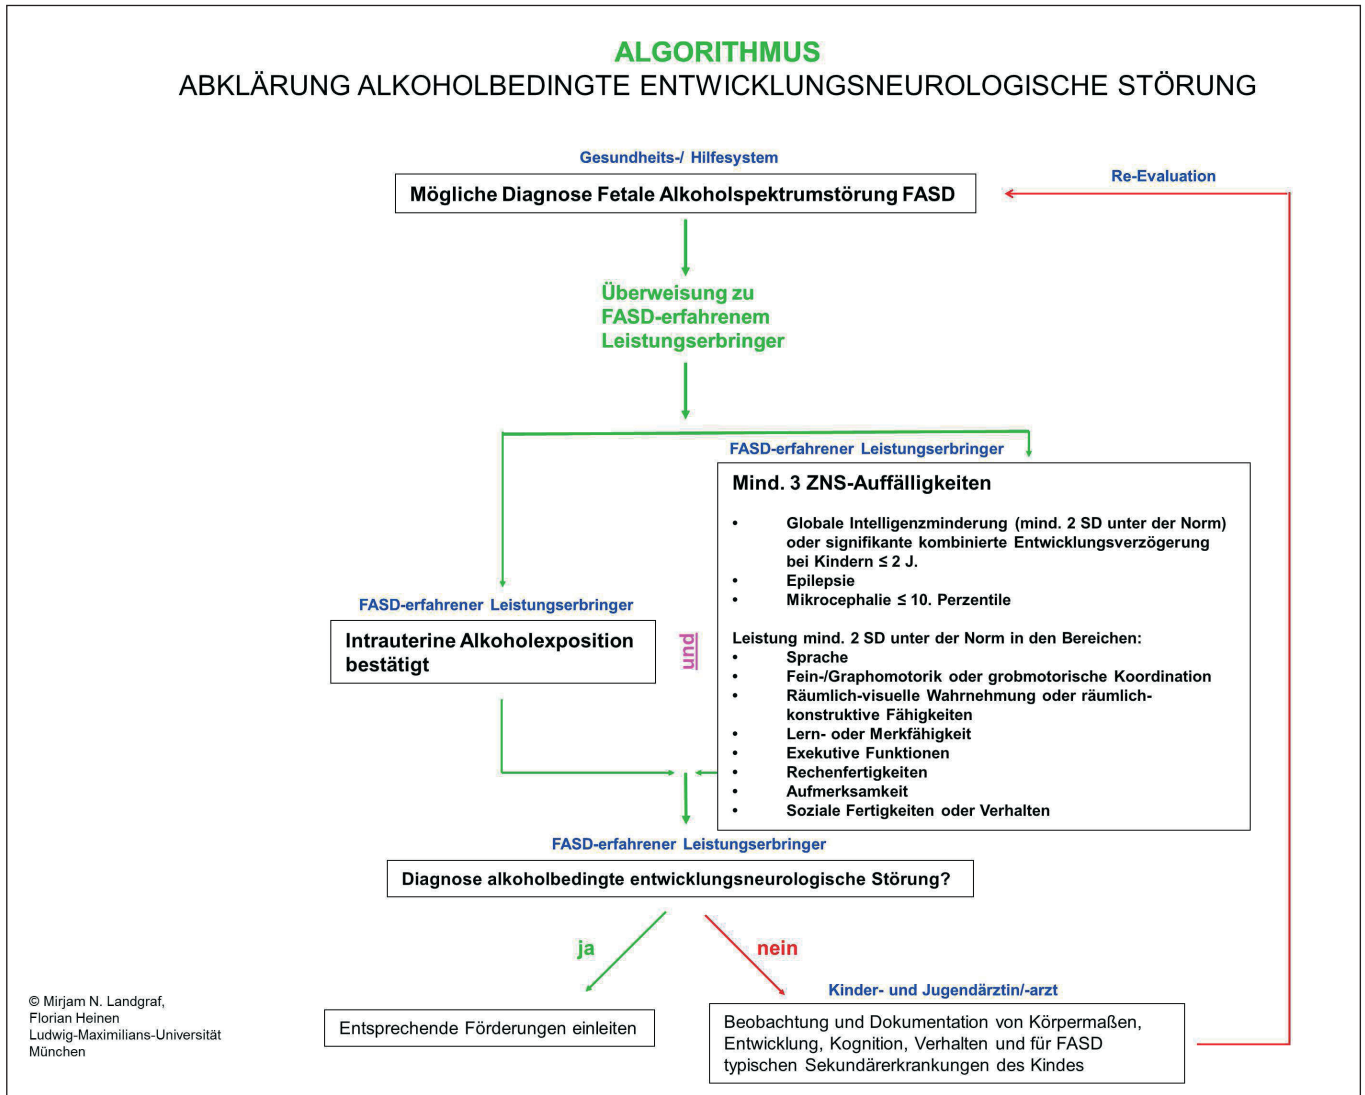 ALGORITHMUS
ABKLÄRUNG ALKOHOLBEDINGTE ENTWICKLUNGSNEUROLOGISCHE STÖRUNG
Gesundheits-/ Hilfesystem
Mögliche Diagnose Fetale Alkoholspektrumstörung FASD
Re-Evaluation
Überweisung zu
FASD-erfahrenem
Leistungserbringer
FASD-erfahrener Leistungserbringer
Mind. 3 ZNS-Auffälligkeiten
• Globale Intelligenzminderung (mind. 2 SD unter der Norm)
oder signifikante kombinierte Entwicklungsverzögerung
bei Kindern ≤ 2 J.
• Epilepsie
• Mikrocephalie ≤ 10. Perzentile
Leistung mind. 2 SD unter der Norm in den Bereichen:
• Sprache
• Fein-/Graphomotorik oder grobmotorische Koordination
• Räumlich-visuelle Wahrnehmung oder räumlich-
konstruktive Fähigkeiten
• Lern- oder Merkfähigkeit
• Exekutive Funktionen
• Rechenfertigkeiten
• Aufmerksamkeit
• Soziale Fertigkeiten oder Verhalten
FASD-erfahrener Leistungserbringer
Intrauterine Alkoholexposition
bestätigt
und
FASD-erfahrener Leistungserbringer
Diagnose alkoholbedingte entwicklungsneurologische Störung?
ja
nein
Entsprechende Förderungen einleiten
Kinder- und Jugendärztin/-arzt
Beobachtung und Dokumentation von Körpermaßen,
Entwicklung, Kognition, Verhalten und für FASD
typischen Sekundärerkrankungen des Kindes
© Mirjam N. Landgraf,
Florian Heinen
Ludwig-Maximilians-Universität
München